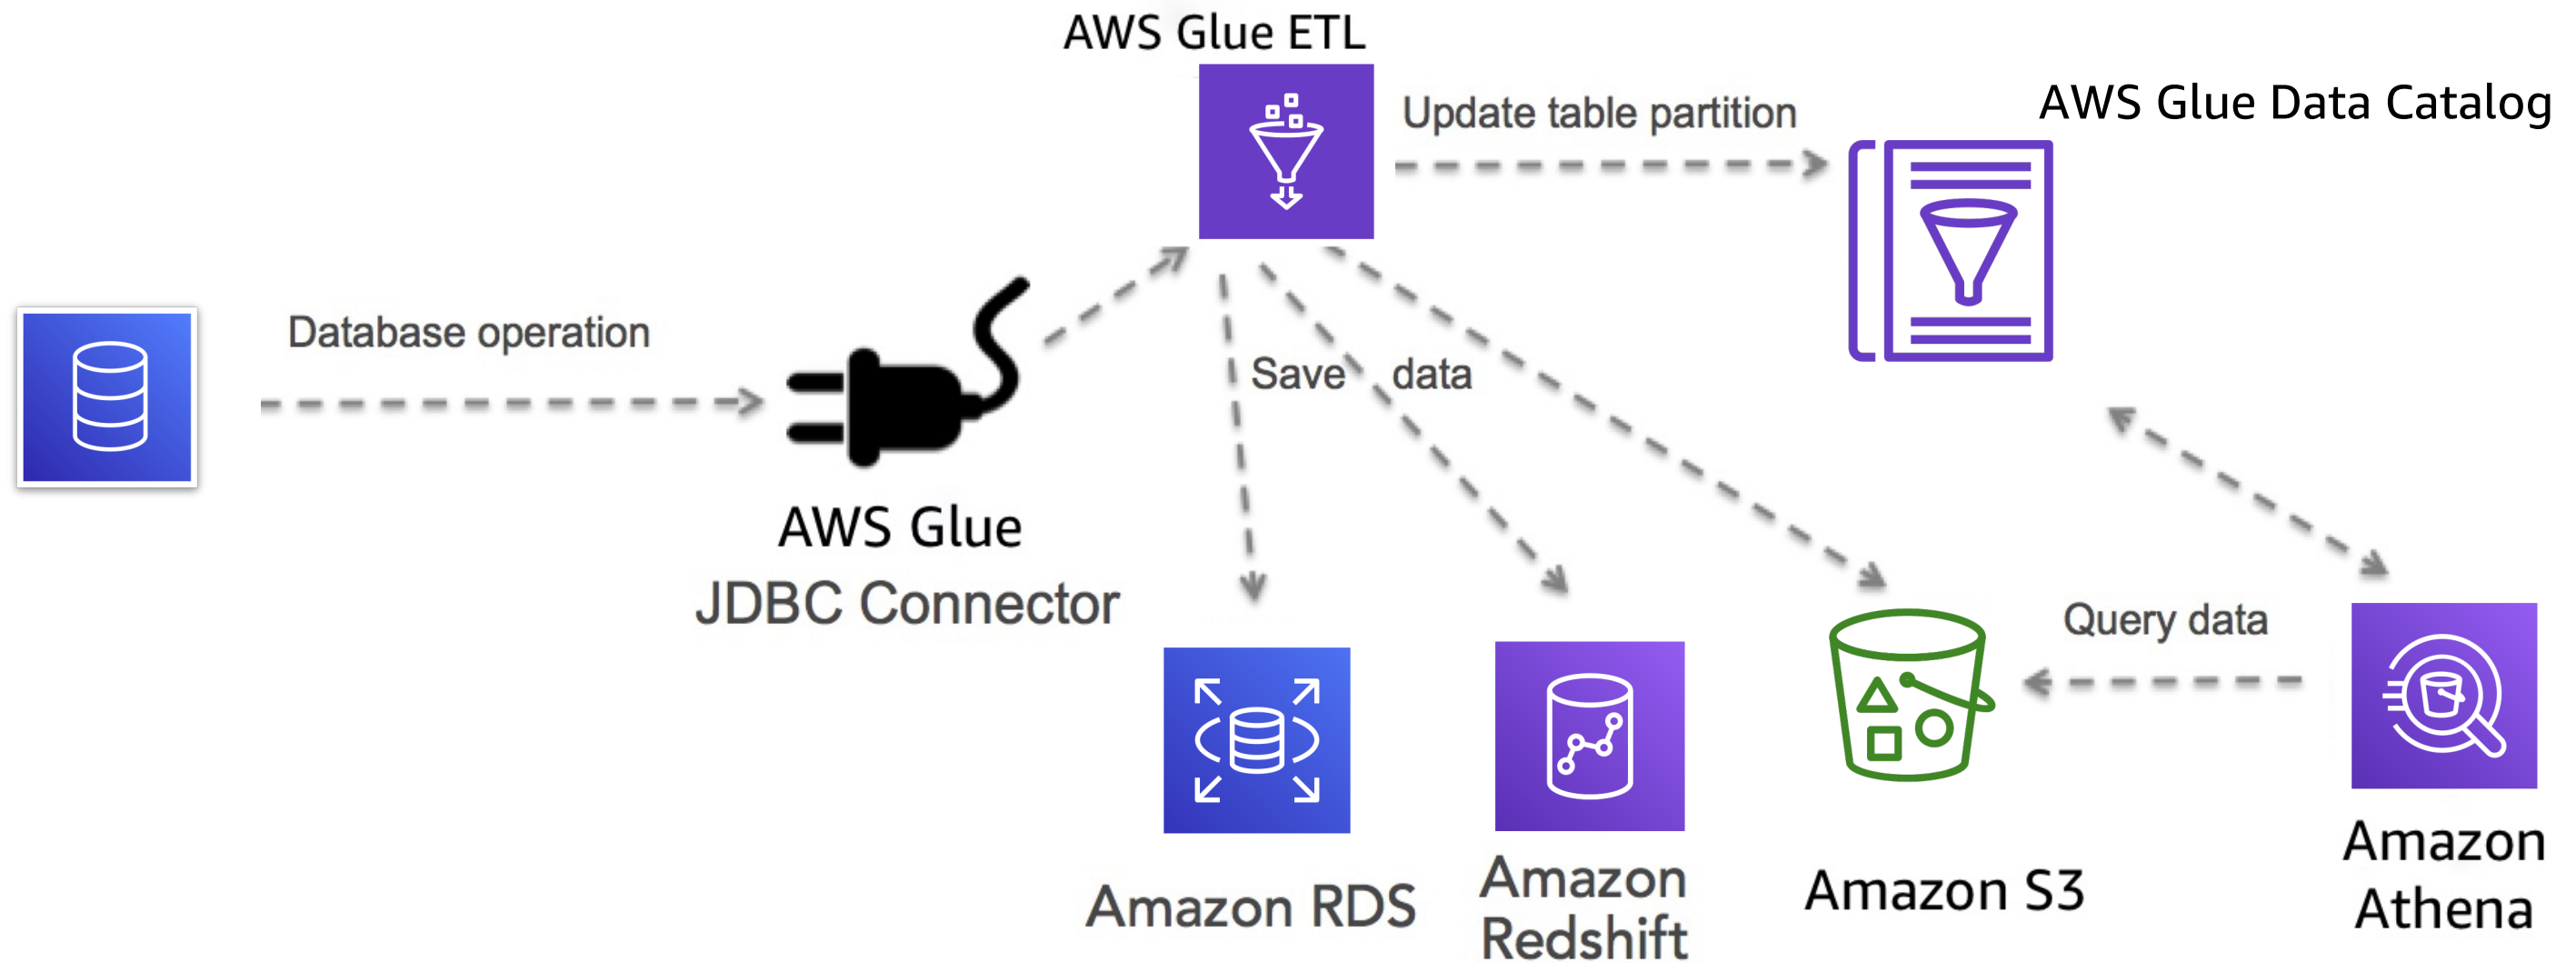 AWS Glue ETL
Update table partition
AWS Glue Data Catalog
Database operation
Save data
AWS Glue
JDBC Connector
Query data
Amazon RDS
Amazon
Redshift
Amazon S3
Amazon
Athena